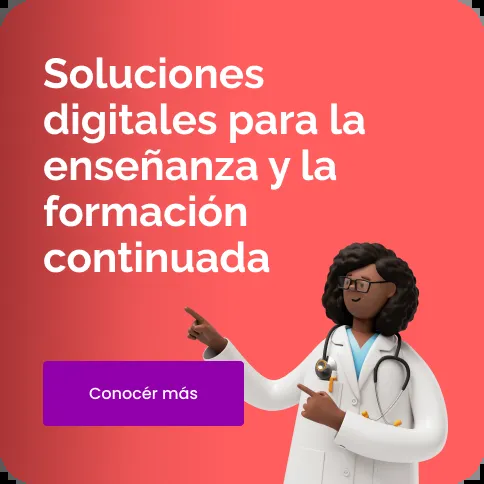 Soluciones
digitales para la
enseñanza y la
formación
continuada
Conocér más